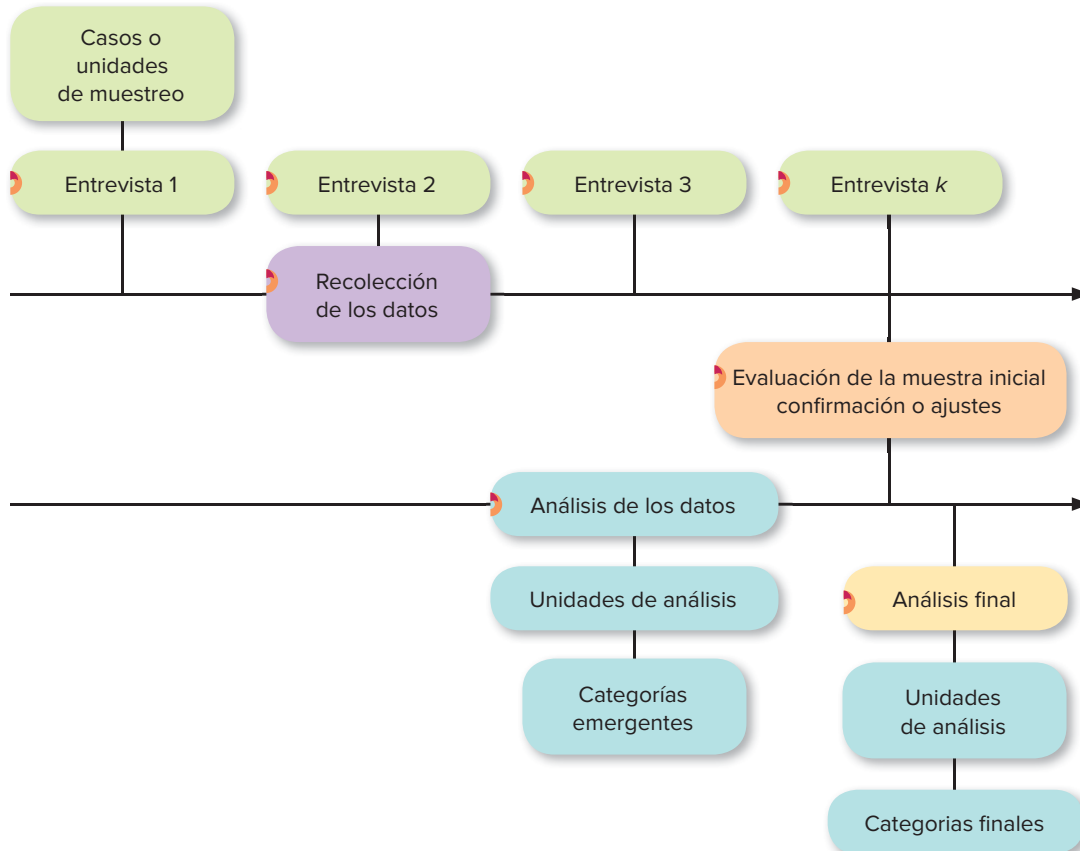 Casos o
unidades
de muestreo
Entrevista 1
Entrevista 2
Entrevista 3
Entrevista k
Recolección
de los datos
Evaluación de la muestra inicial
confirmación o ajustes
Análisis de los datos
Unidades de análisis
Análisis final
Categorías
emergentes
Unidades
de análisis
Categorias finales